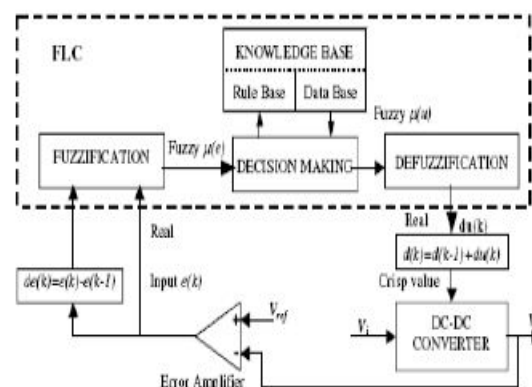 FLC
KNOWLEDGE BASE
Rule Base
Data Base
Fuzzy μ(e)
Fuzzy μ(u)
FUZZIFICATION
DECISION MAKING
DEFUZZIFICATION
Real
Real
du(k)
de(k)=e(k)-e(k-1)
Input e(k)
d(k)=d(k-1)+du(k)
Crisp value
+
Vref
Vi
DC-DC
CONVERTER
-
Error Amplifier